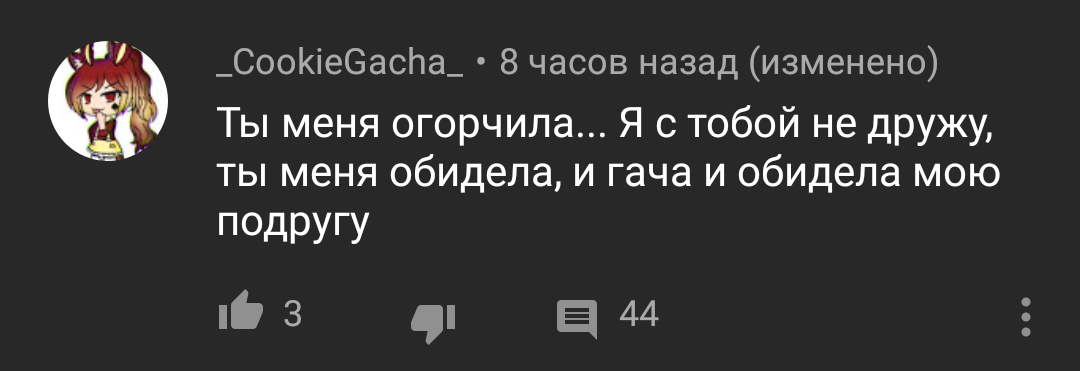 _CookieGacha_ • 8 часов назад (изменено)
Ты меня огорчила... Я с тобой не дружу,
ты меня обидела, и гача и обидела мою
подругу
3 44